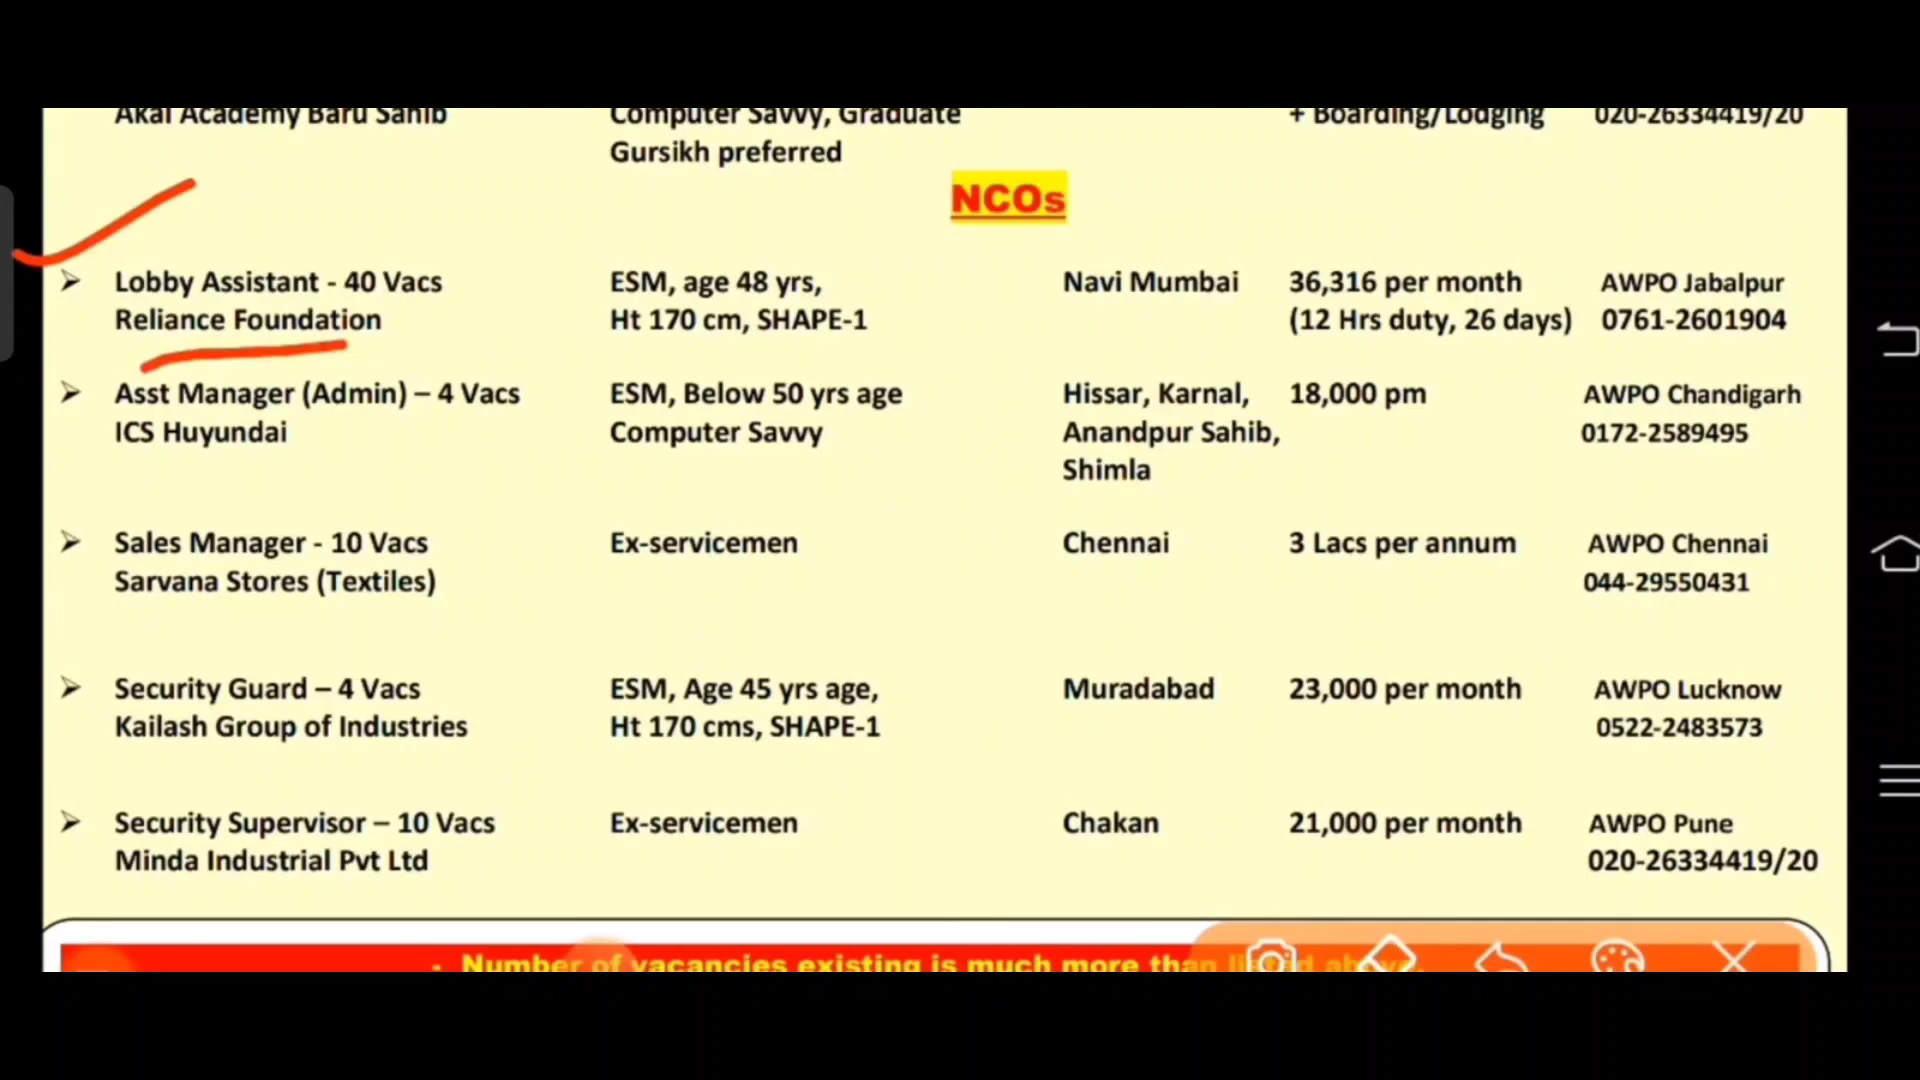 Akal Academy Baru Sahib Computer Savvy, Graduate + Boarding/Lodging 020-26334419/20
Gursikh preferred
NCOs
➢ Lobby Assistant - 40 Vacs ESM, age 48 yrs, Navi Mumbai 36,316 per month AWPO Jabalpur
Reliance Foundation Ht 170 cm, SHAPE-1 (12 Hrs duty, 26 days) 0761-2601904
➢ Asst Manager (Admin) – 4 Vacs ESM, Below 50 yrs age Hissar, Karnal, 18,000 pm AWPO Chandigarh
ICS Huyundai Computer Savvy Anandpur Sahib, 0172-2589495
Shimla
➢ Sales Manager - 10 Vacs Ex-servicemen Chennai 3 Lacs per annum AWPO Chennai
Sarvana Stores (Textiles) 044-29550431
➢ Security Guard – 4 Vacs ESM, Age 45 yrs age, Muradabad 23,000 per month AWPO Lucknow
Kailash Group of Industries Ht 170 cms, SHAPE-1 0522-2483573
➢ Security Supervisor – 10 Vacs Ex-servicemen Chakan 21,000 per month AWPO Pune
Minda Industrial Pvt Ltd 020-26334419/20
- Number of vacancies existing is much more than listed above.